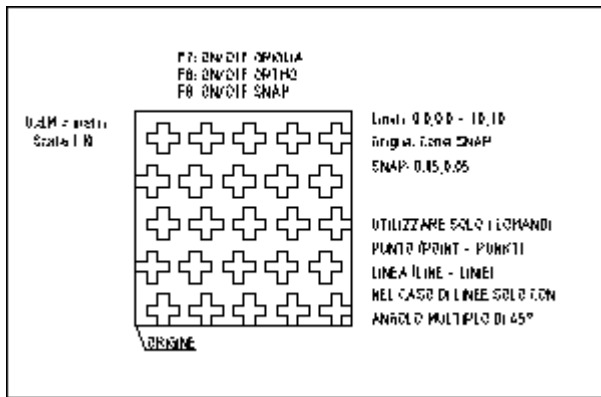 F7: ON/OFF GRIGLIA
F8: ON/OFF ORTHO
F9: ON/OFF SNAP
U.d.M = metri
Scala 1:10
Limiti: 0.0,0.0 - 10,10
Griglia: Come SNAP
SNAP: 0.05,0.05
UTILIZZARE SOLO I COMANDI
PUNTO (POINT - PUNKT)
LINEA (LINE - LINIE)
NEL CASO DI LINEE SOLO CON
ANGOLO MULTIPLO DI 45°
ORIGINE